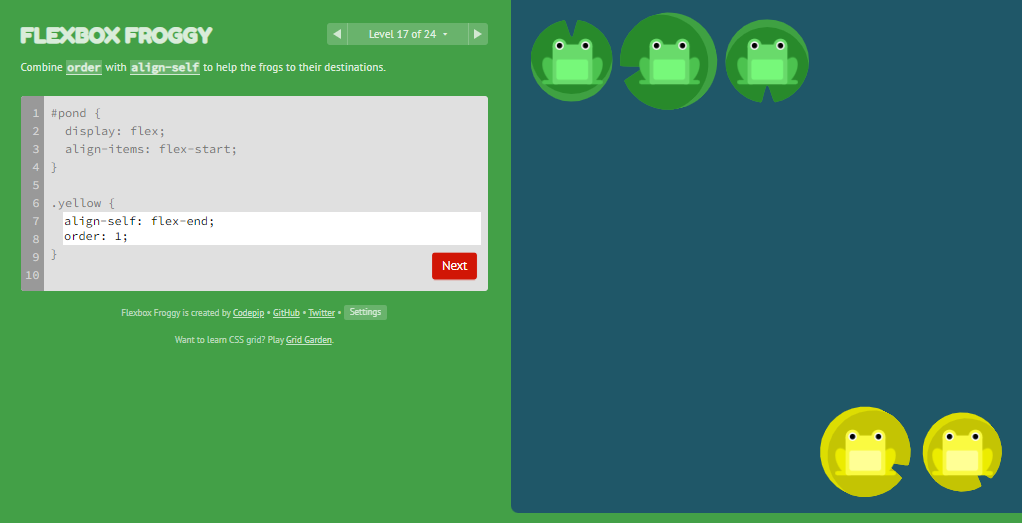 FLEXBOX FROGGY
◀ Level 17 of 24 ▾ ▶
Combine order with align-self to help the frogs to their destinations.
1 #pond {
2 display: flex;
3 align-items: flex-start;
4 }
5
6 .yellow {
7 align-self: flex-end;
8 order: 1;
9 }
10
Next
Flexbox Froggy is created by Codepip • GitHub • Twitter • Settings
Want to learn CSS grid? Play Grid Garden.